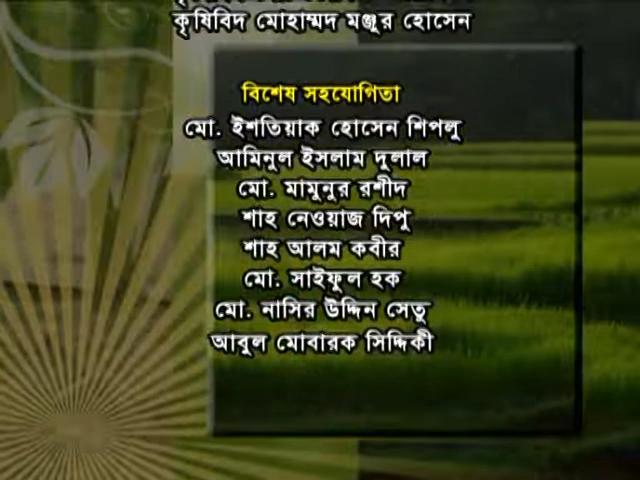 কৃষিবিদ মোহাম্মদ মঞ্জুর হোসেন
বিশেষ সহযোগিতা
মো. ইশতিয়াক হোসেন শিপলু
আমিনুল ইসলাম দুলাল
মো. মামুনুর রশীদ
শাহ নেওয়াজ দিপু
শাহ আলম কবীর
মো. সাইফুল হক
মো. নাসির উদ্দিন সেতু
আবুল মোবারক সিদ্দিকী